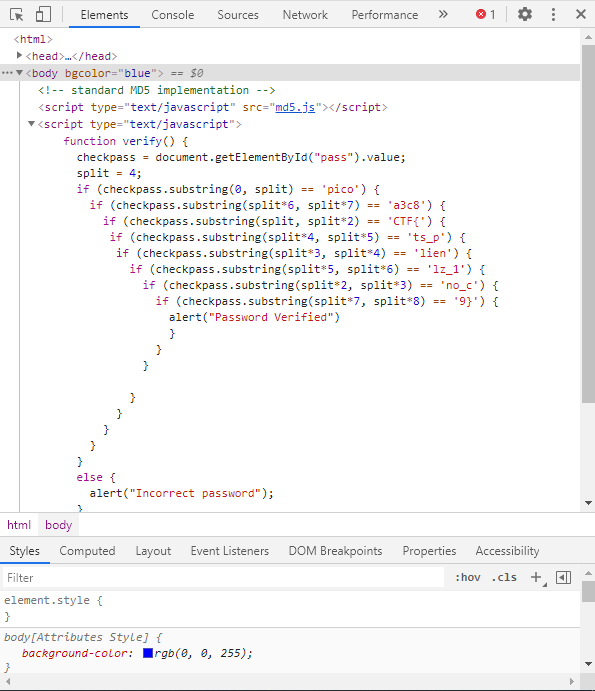 Elements Console Sources Network Performance » 1
<html>
<head>…</head>
<body bgcolor="blue"> == $0
<!-- standard MD5 implementation -->
<script type="text/javascript" src="md5.js"></script>
<script type="text/javascript">
function verify() {
checkpass = document.getElementById("pass").value;
split = 4;
if (checkpass.substring(0, split) == 'pico') {
if (checkpass.substring(split*6, split*7) == 'a3c8') {
if (checkpass.substring(split, split*2) == 'CTF{') {
if (checkpass.substring(split*4, split*5) == 'ts_p') {
if (checkpass.substring(split*3, split*4) == 'lien') {
if (checkpass.substring(split*5, split*6) == 'lz_1') {
if (checkpass.substring(split*2, split*3) == 'no_c') {
if (checkpass.substring(split*7, split*8) == '9}') {
alert("Password Verified")
}
}
}
}
}
}
}
}
else {
alert("Incorrect password");
}
html body
Styles Computed Layout Event Listeners DOM Breakpoints Properties Accessibility
Filter :hov .cls +
element.style {
}
body[Attributes Style] {
background-color: rgb(0, 0, 255);
}